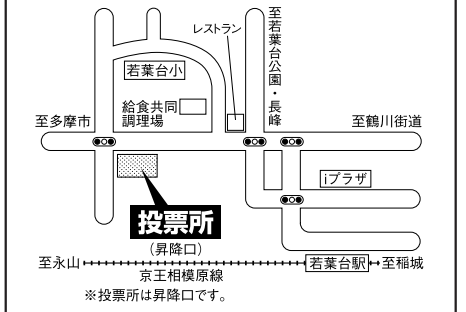 レストラン
至若葉台公園・長峰
若葉台小
給食共同
調理場
至多摩市
至鶴川街道
iプラザ
投票所
(昇降口)
至永山
若葉台駅
至稲城
京王相模原線
※投票所は昇降口です。